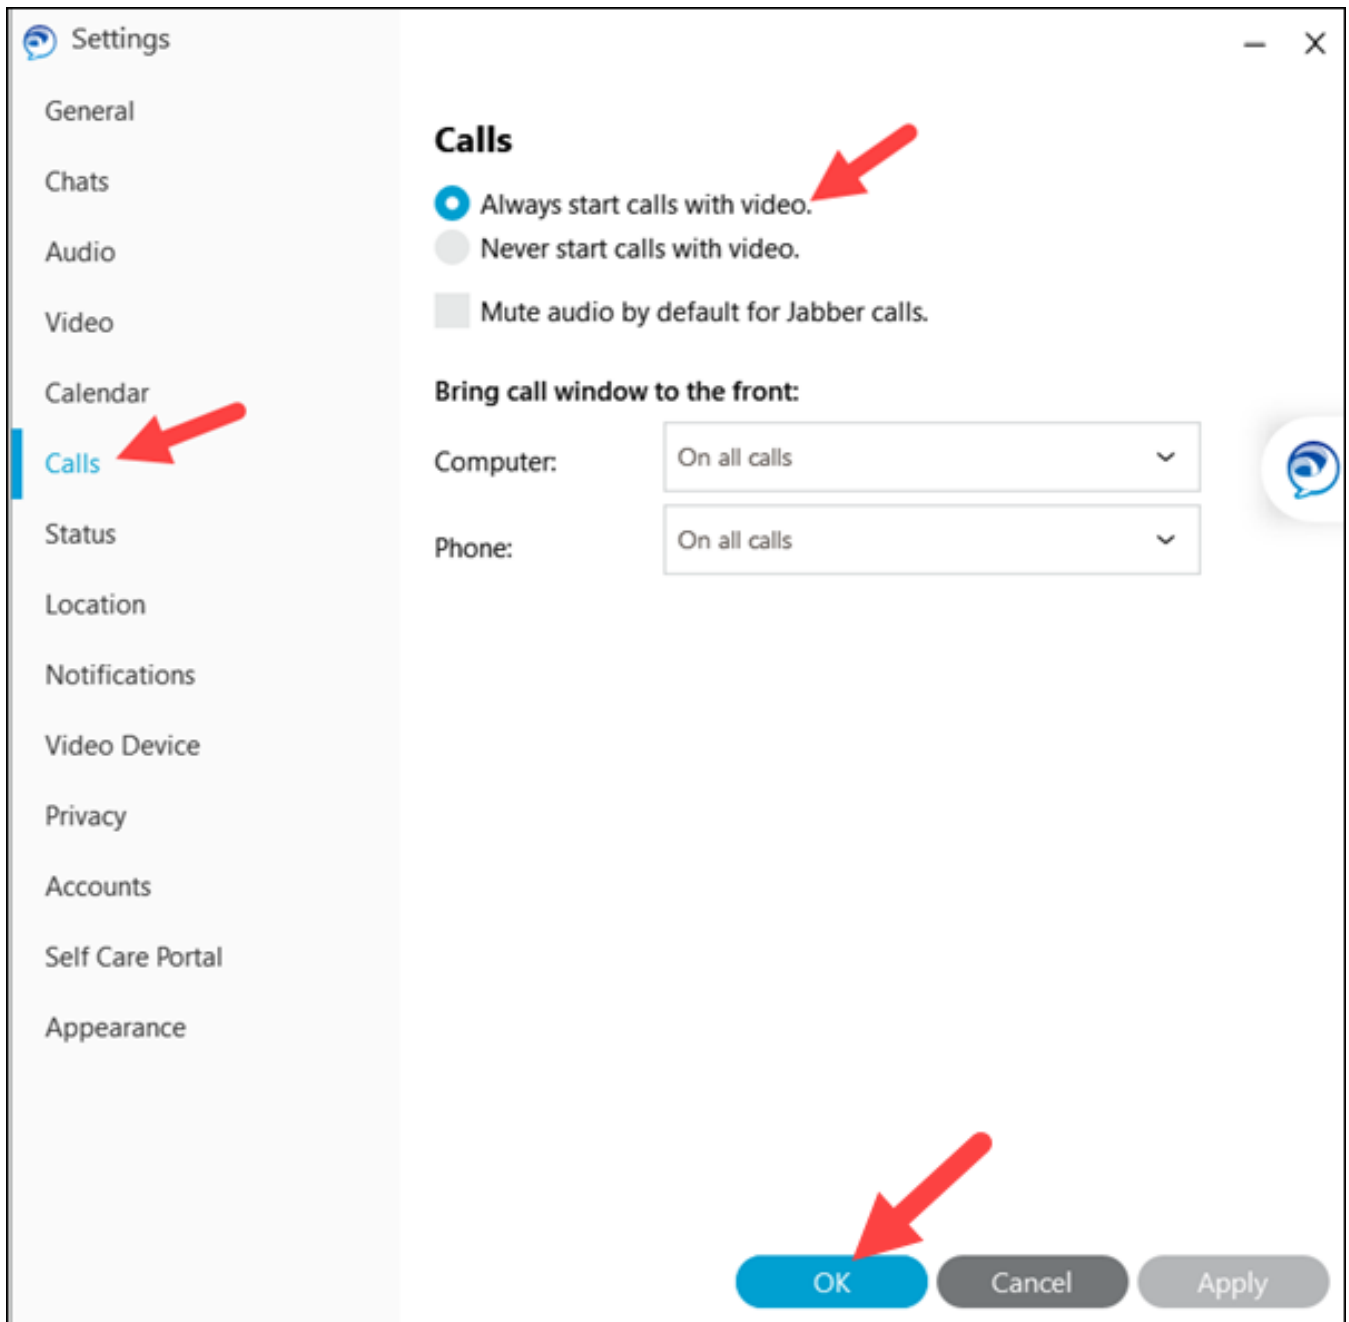 Settings
General
Chats
Audio
Video
Calendar
Calls
Status
Location
Notifications
Video Device
Privacy
Accounts
Self Care Portal
Appearance
Calls
Always start calls with video.
Never start calls with video.
Mute audio by default for Jabber calls.
Bring call window to the front:
Computer: On all calls
Phone: On all calls
OK Cancel Apply